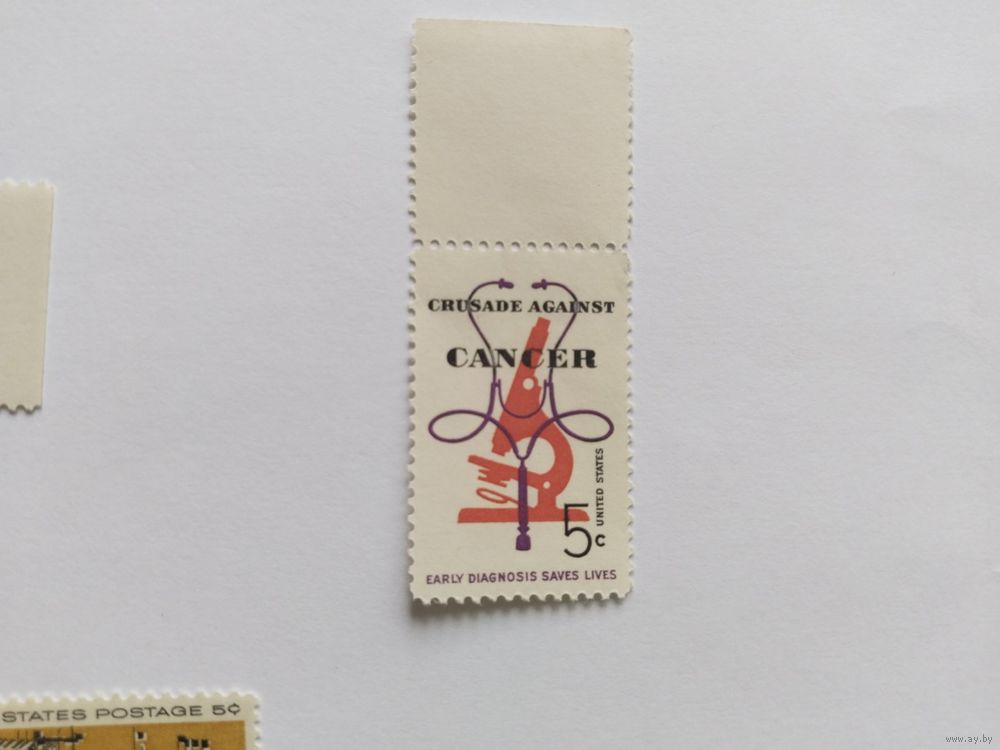 CRUSADE AGAINST
CANCER
UNITED STATES
5c
EARLY DIAGNOSIS SAVES LIVES
STATES POSTAGE 5¢
www.ay.by